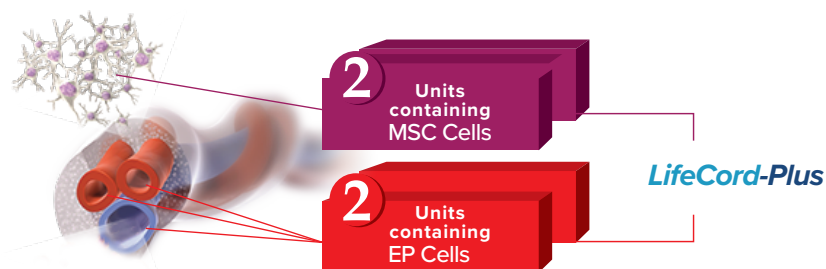 2
Units
containing
MSC Cells
LifeCord-Plus
2
Units
containing
EP Cells